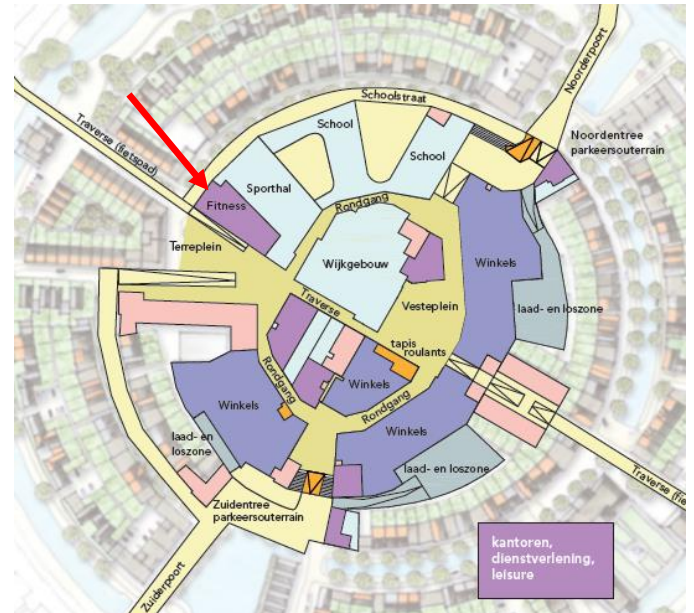 Noorderpoort
Schoolstraat
School
Noordentree
parkeersouterrain
School
Traverse (fietspad)
Sporthal
Fitness
Rondgang
Terreplein
Wijkgebouw
Winkels
Vesteplein
laad- en loszone
Traverse
tapis
roulants
Winkels
Rondgang
Rondgang
Winkels
Winkels
laad- en
loszone
laad- en
loszone
Traverse (fie
Zuidentree
parkeersouterrain
Zuiderpoort
kantoren,
dienstverlening,
leisure